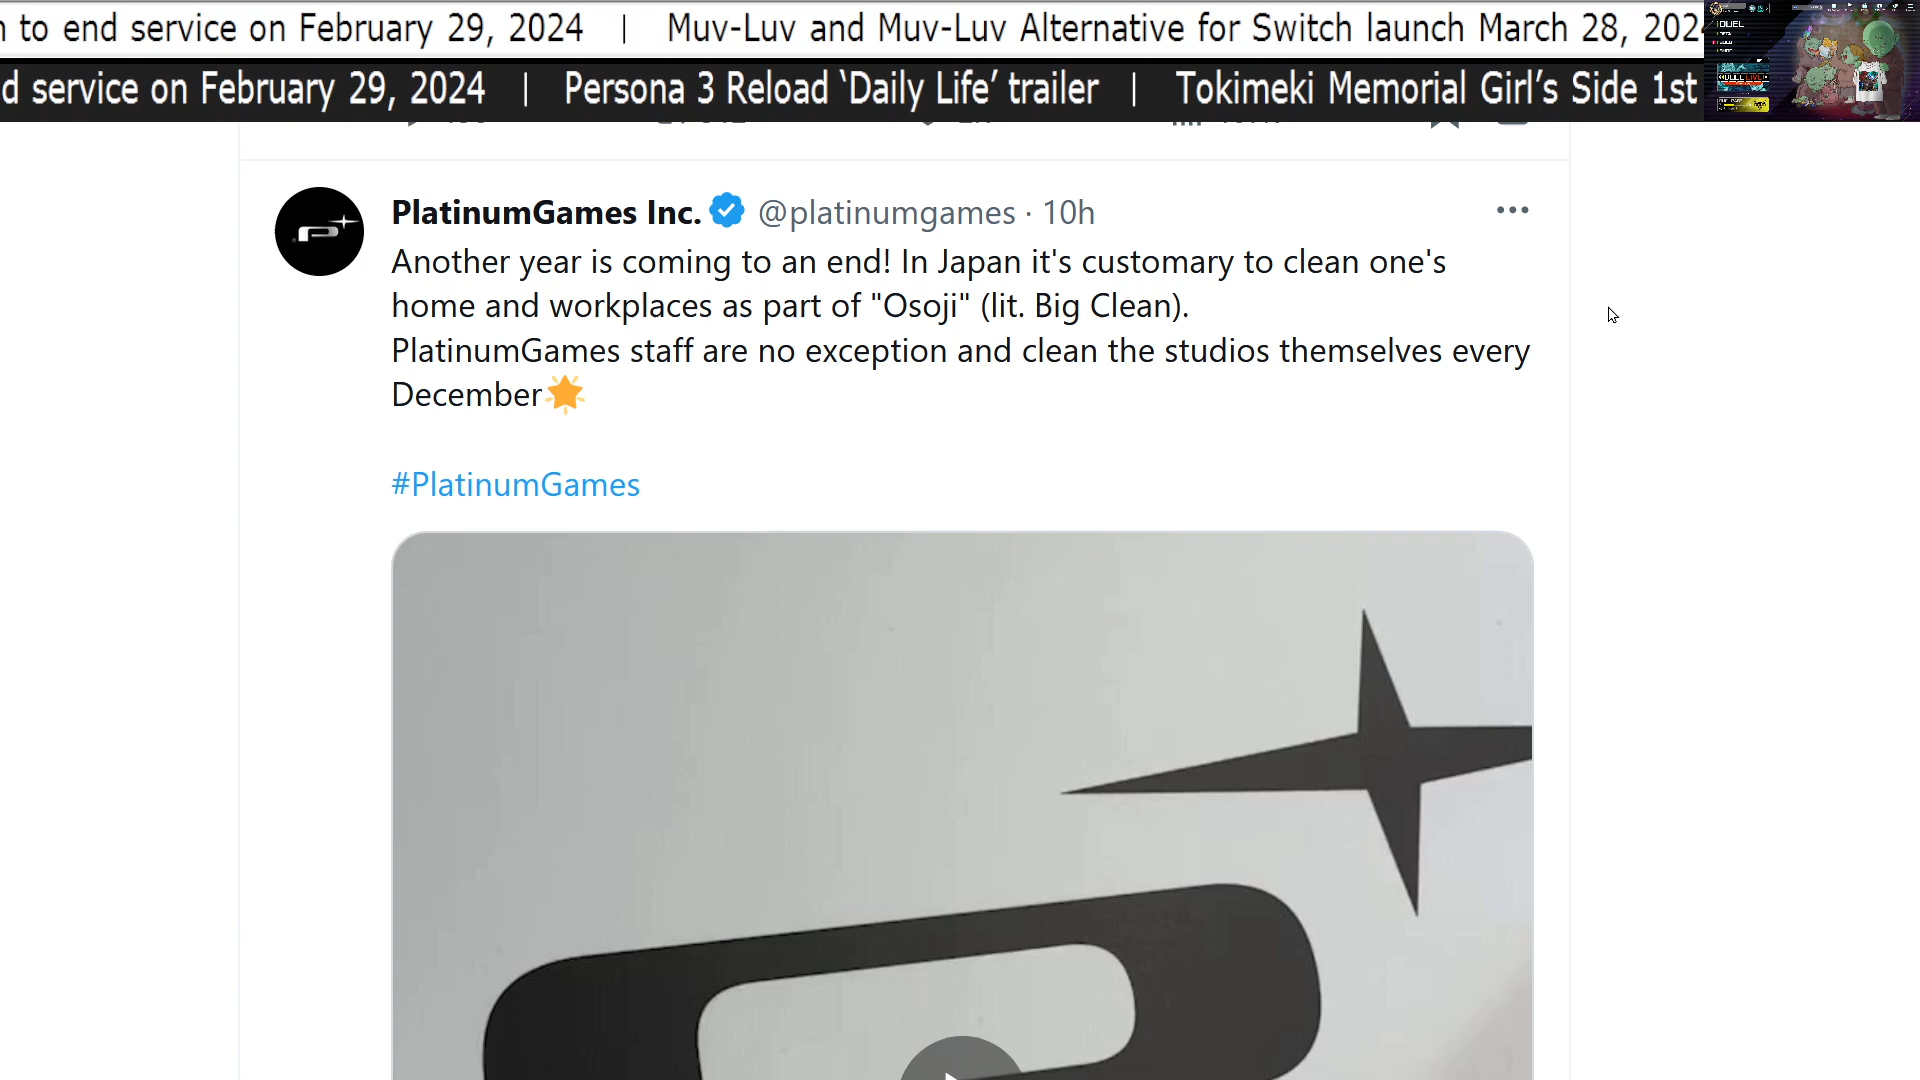 to end service on February 29, 2024 | Muv-Luv and Muv-Luv Alternative for Switch launch March 28, 202
d service on February 29, 2024 | Persona 3 Reload ‘Daily Life’ trailer | Tokimeki Memorial Girl’s Side 1st
PlatinumGames Inc. @platinumgames · 10h
Another year is coming to an end! In Japan it's customary to clean one's
home and workplaces as part of "Osoji" (lit. Big Clean).
PlatinumGames staff are no exception and clean the studios themselves every
December
#PlatinumGames